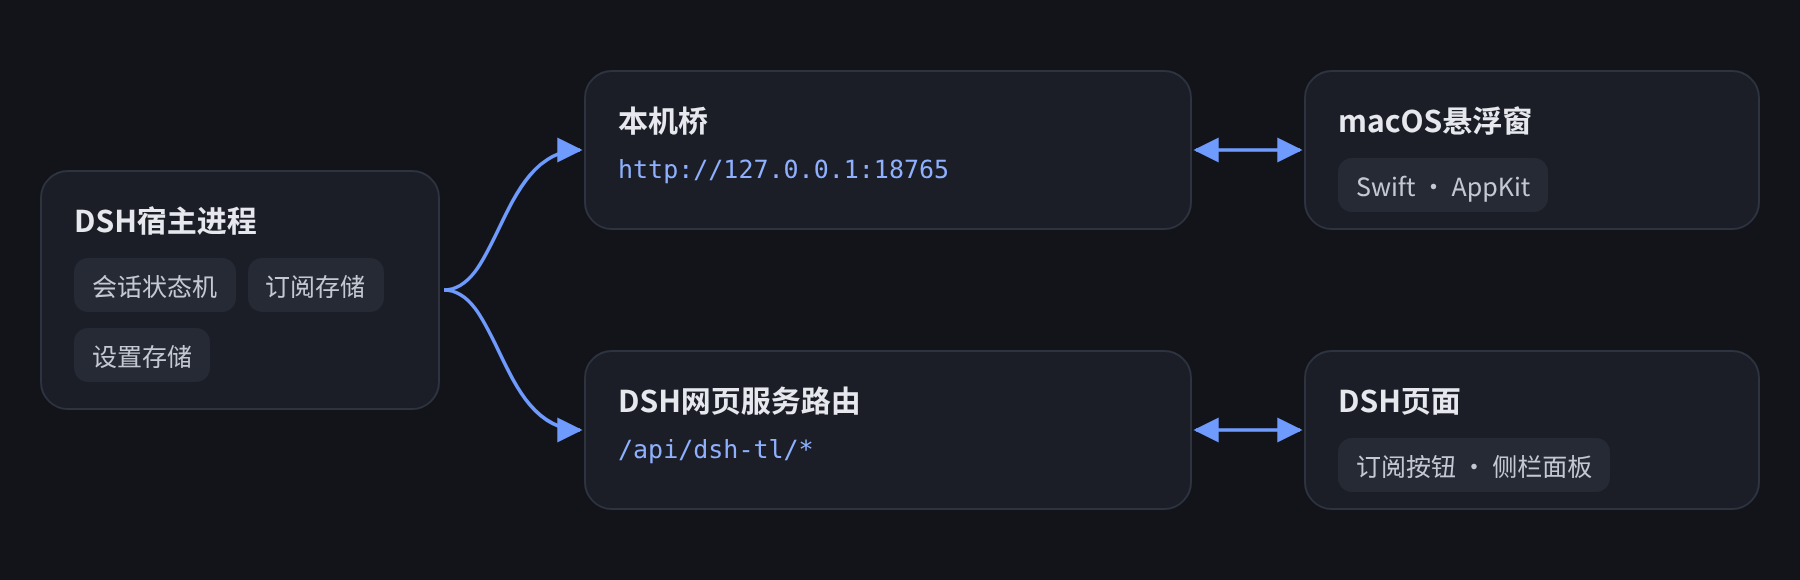 DSH宿主进程
会话状态机
订阅存储
设置存储
本机桥
http://127.0.0.1:18765
macOS悬浮窗
Swift · AppKit
DSH网页服务路由
/api/dsh-tl/*
DSH页面
订阅按钮 · 侧栏面板